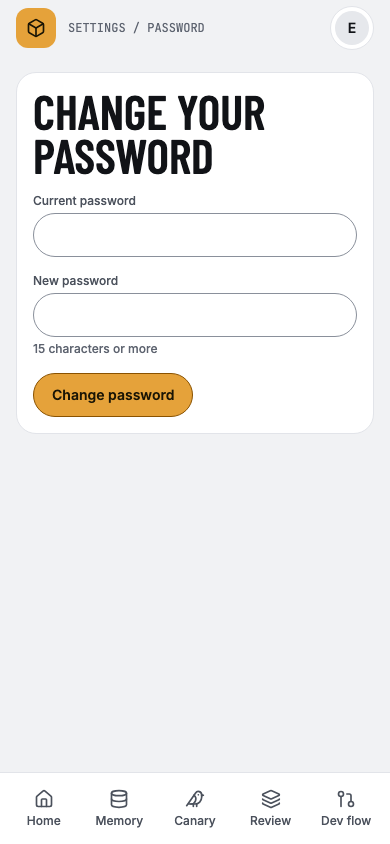 SETTINGS / PASSWORD
E
CHANGE YOUR
PASSWORD
Current password
New password
15 characters or more
Change password
Home
Memory
Canary
Review
Dev flow